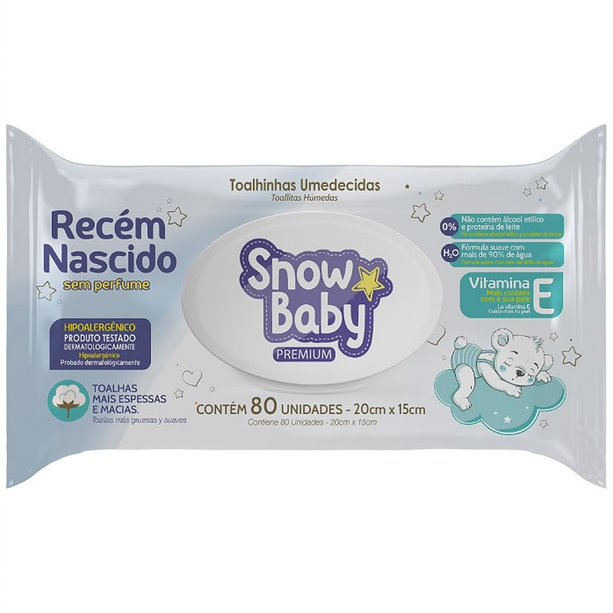 Toalhinhas Umedecidas
Toallitas Húmedas
Recém
Nascido
sem perfume
HIPOALERGÊNICO
PRODUTO TESTADO
DERMATOLOGICAMENTE
Hipoalergénico
Probado dermatológicamente
TOALHAS
MAIS ESPESSAS
E MACIAS.
Toallas más gruesas y suaves
Snow
Baby
PREMIUM
CONTÉM 80 UNIDADES - 20cm x 15cm
Contiene 80 Unidades - 20cm x 15cm
0%
Não contém álcool etílico
e proteína de leite
H₂O
Fórmula suave com
mais de 90% de água
Vitamina E
Mais cuidado
com a sua pele
La vitamina E
Cuida más tu piel